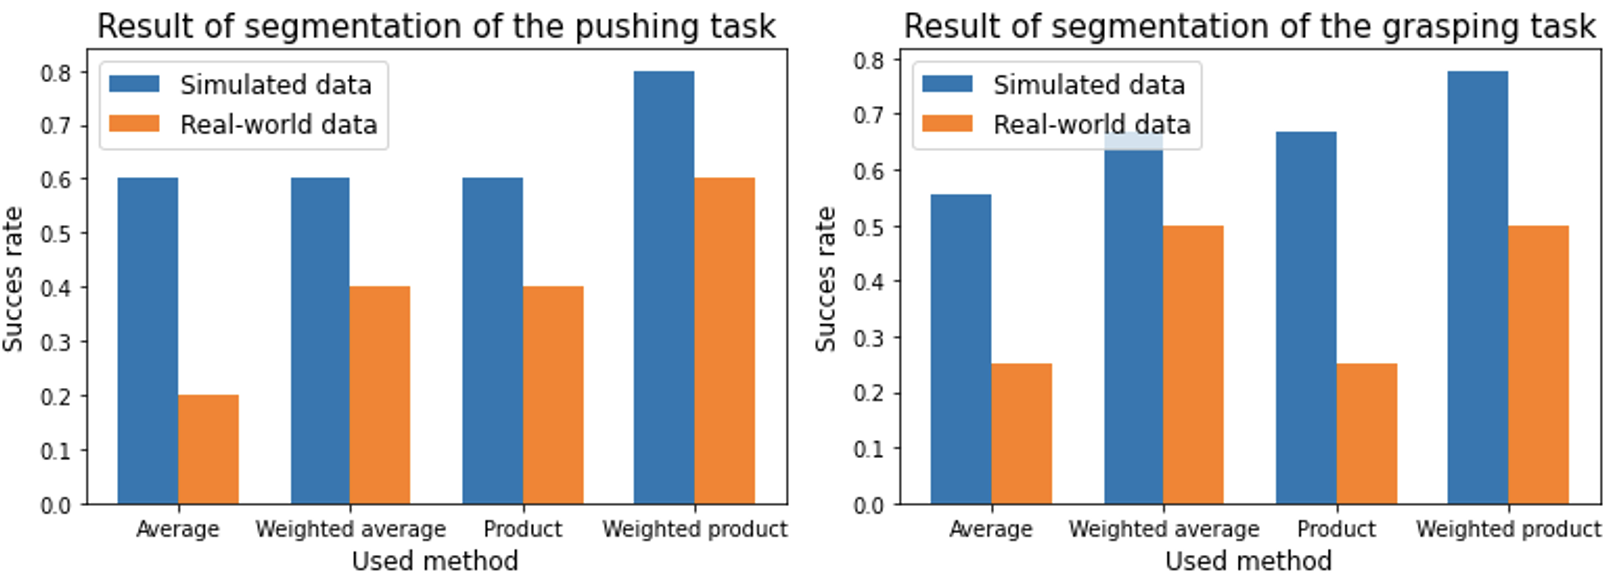 Result of segmentation of the pushing task
Simulated data
Real-world data
0.8
0.7
0.6
0.5
0.4
0.3
0.2
0.1
0.0
Succes rate
Average
Weighted average
Product
Weighted product
Used method
Result of segmentation of the grasping task
Simulated data
Real-world data
0.8
0.7
0.6
0.5
0.4
0.3
0.2
0.1
0.0
Succes rate
Average
Weighted average
Product
Weighted product
Used method